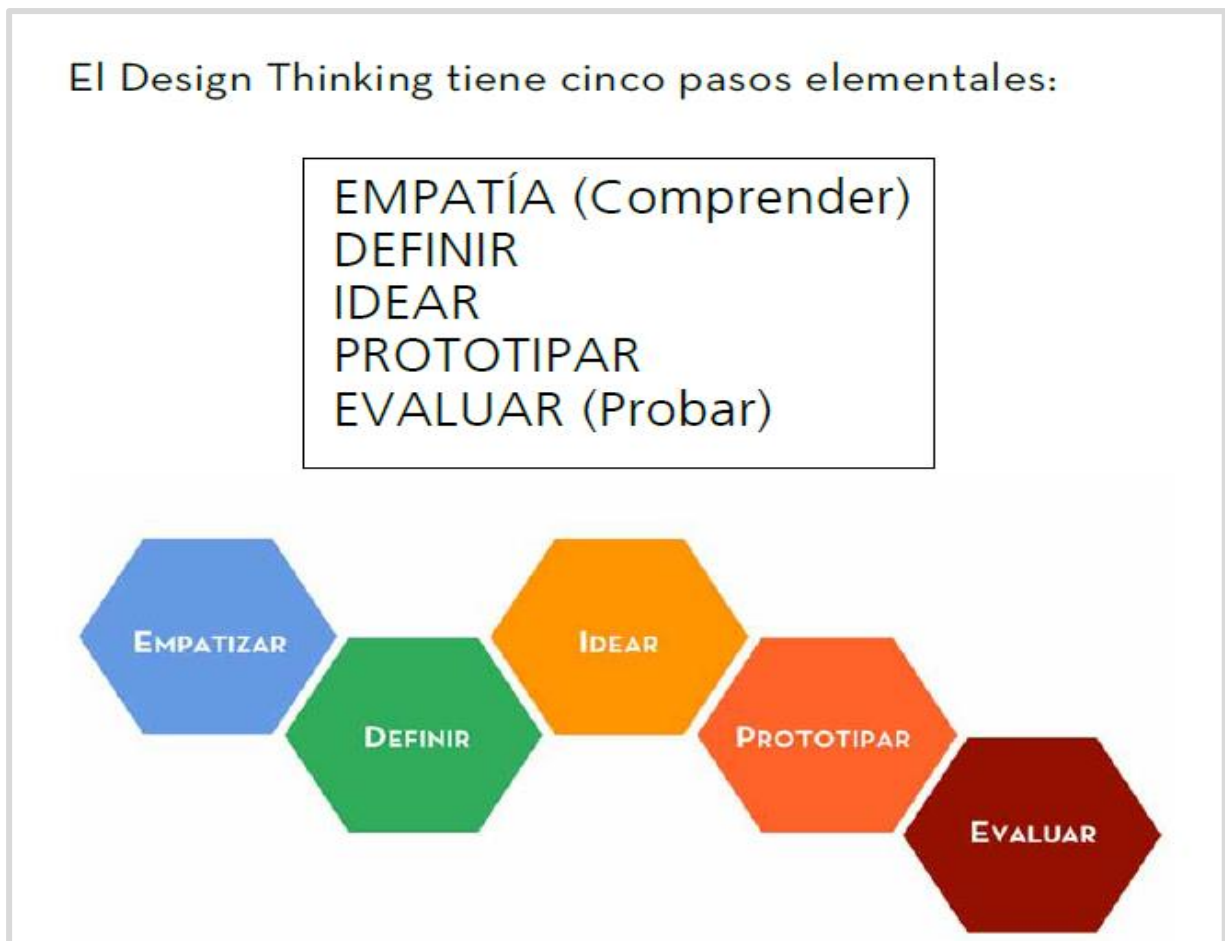 El Design Thinking tiene cinco pasos elementales:
EMPATÍA (Comprender)
DEFINIR
IDEAR
PROTOTIPAR
EVALUAR (Probar)
EMPATIZAR
DEFINIR
IDEAR
PROTOTIPAR
EVALUAR